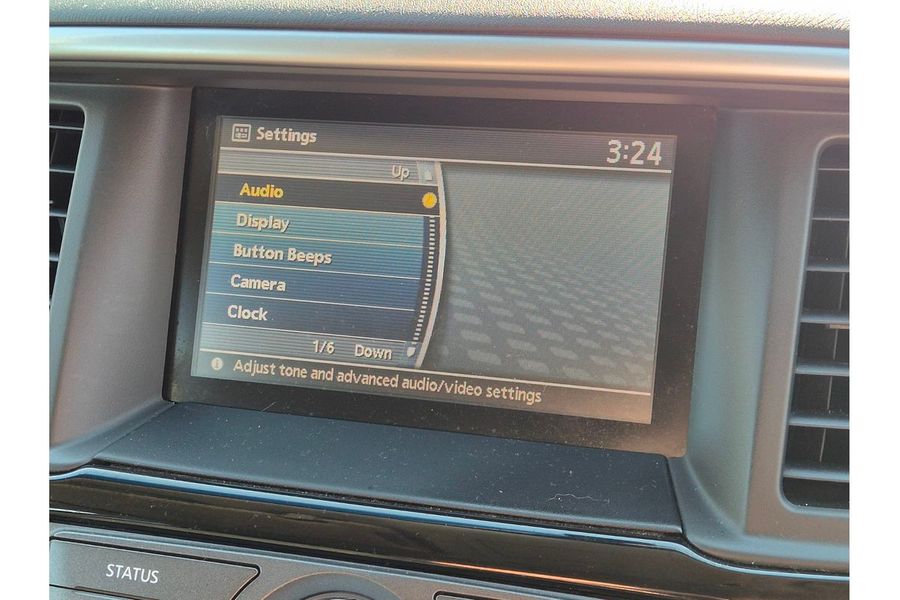 Settings
3:24
Up
Audio
Display
Button Beeps
Camera
Clock
1/6 Down
Adjust tone and advanced audio/video settings
STATUS